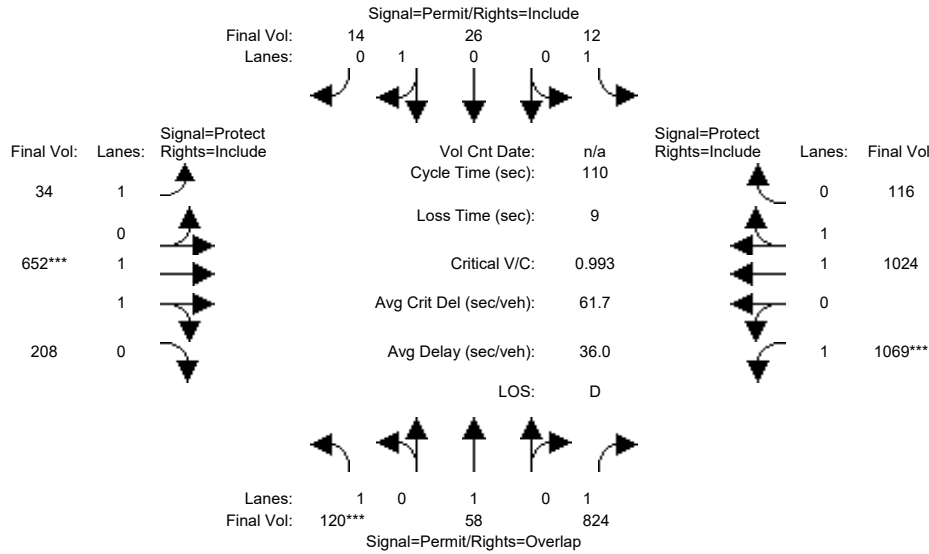 Signal=Permit/Rights=Include
Final Vol: 14 26 12
Lanes: 0 1 0 0 1
Signal=Protect
Final Vol: Lanes: Rights=Include
Vol Cnt Date: n/a
Signal=Protect
Rights=Include Lanes: Final Vol
Cycle Time (sec): 110
34 1
0 116
Loss Time (sec): 9
0
1
652*** 1
Critical V/C: 0.993
1 1024
1
Avg Crit Del (sec/veh): 61.7
0
208 0
Avg Delay (sec/veh): 36.0
1 1069***
LOS: D
Lanes: 1 0 1 0 1
Final Vol: 120*** 58 824
Signal=Permit/Rights=Overlap